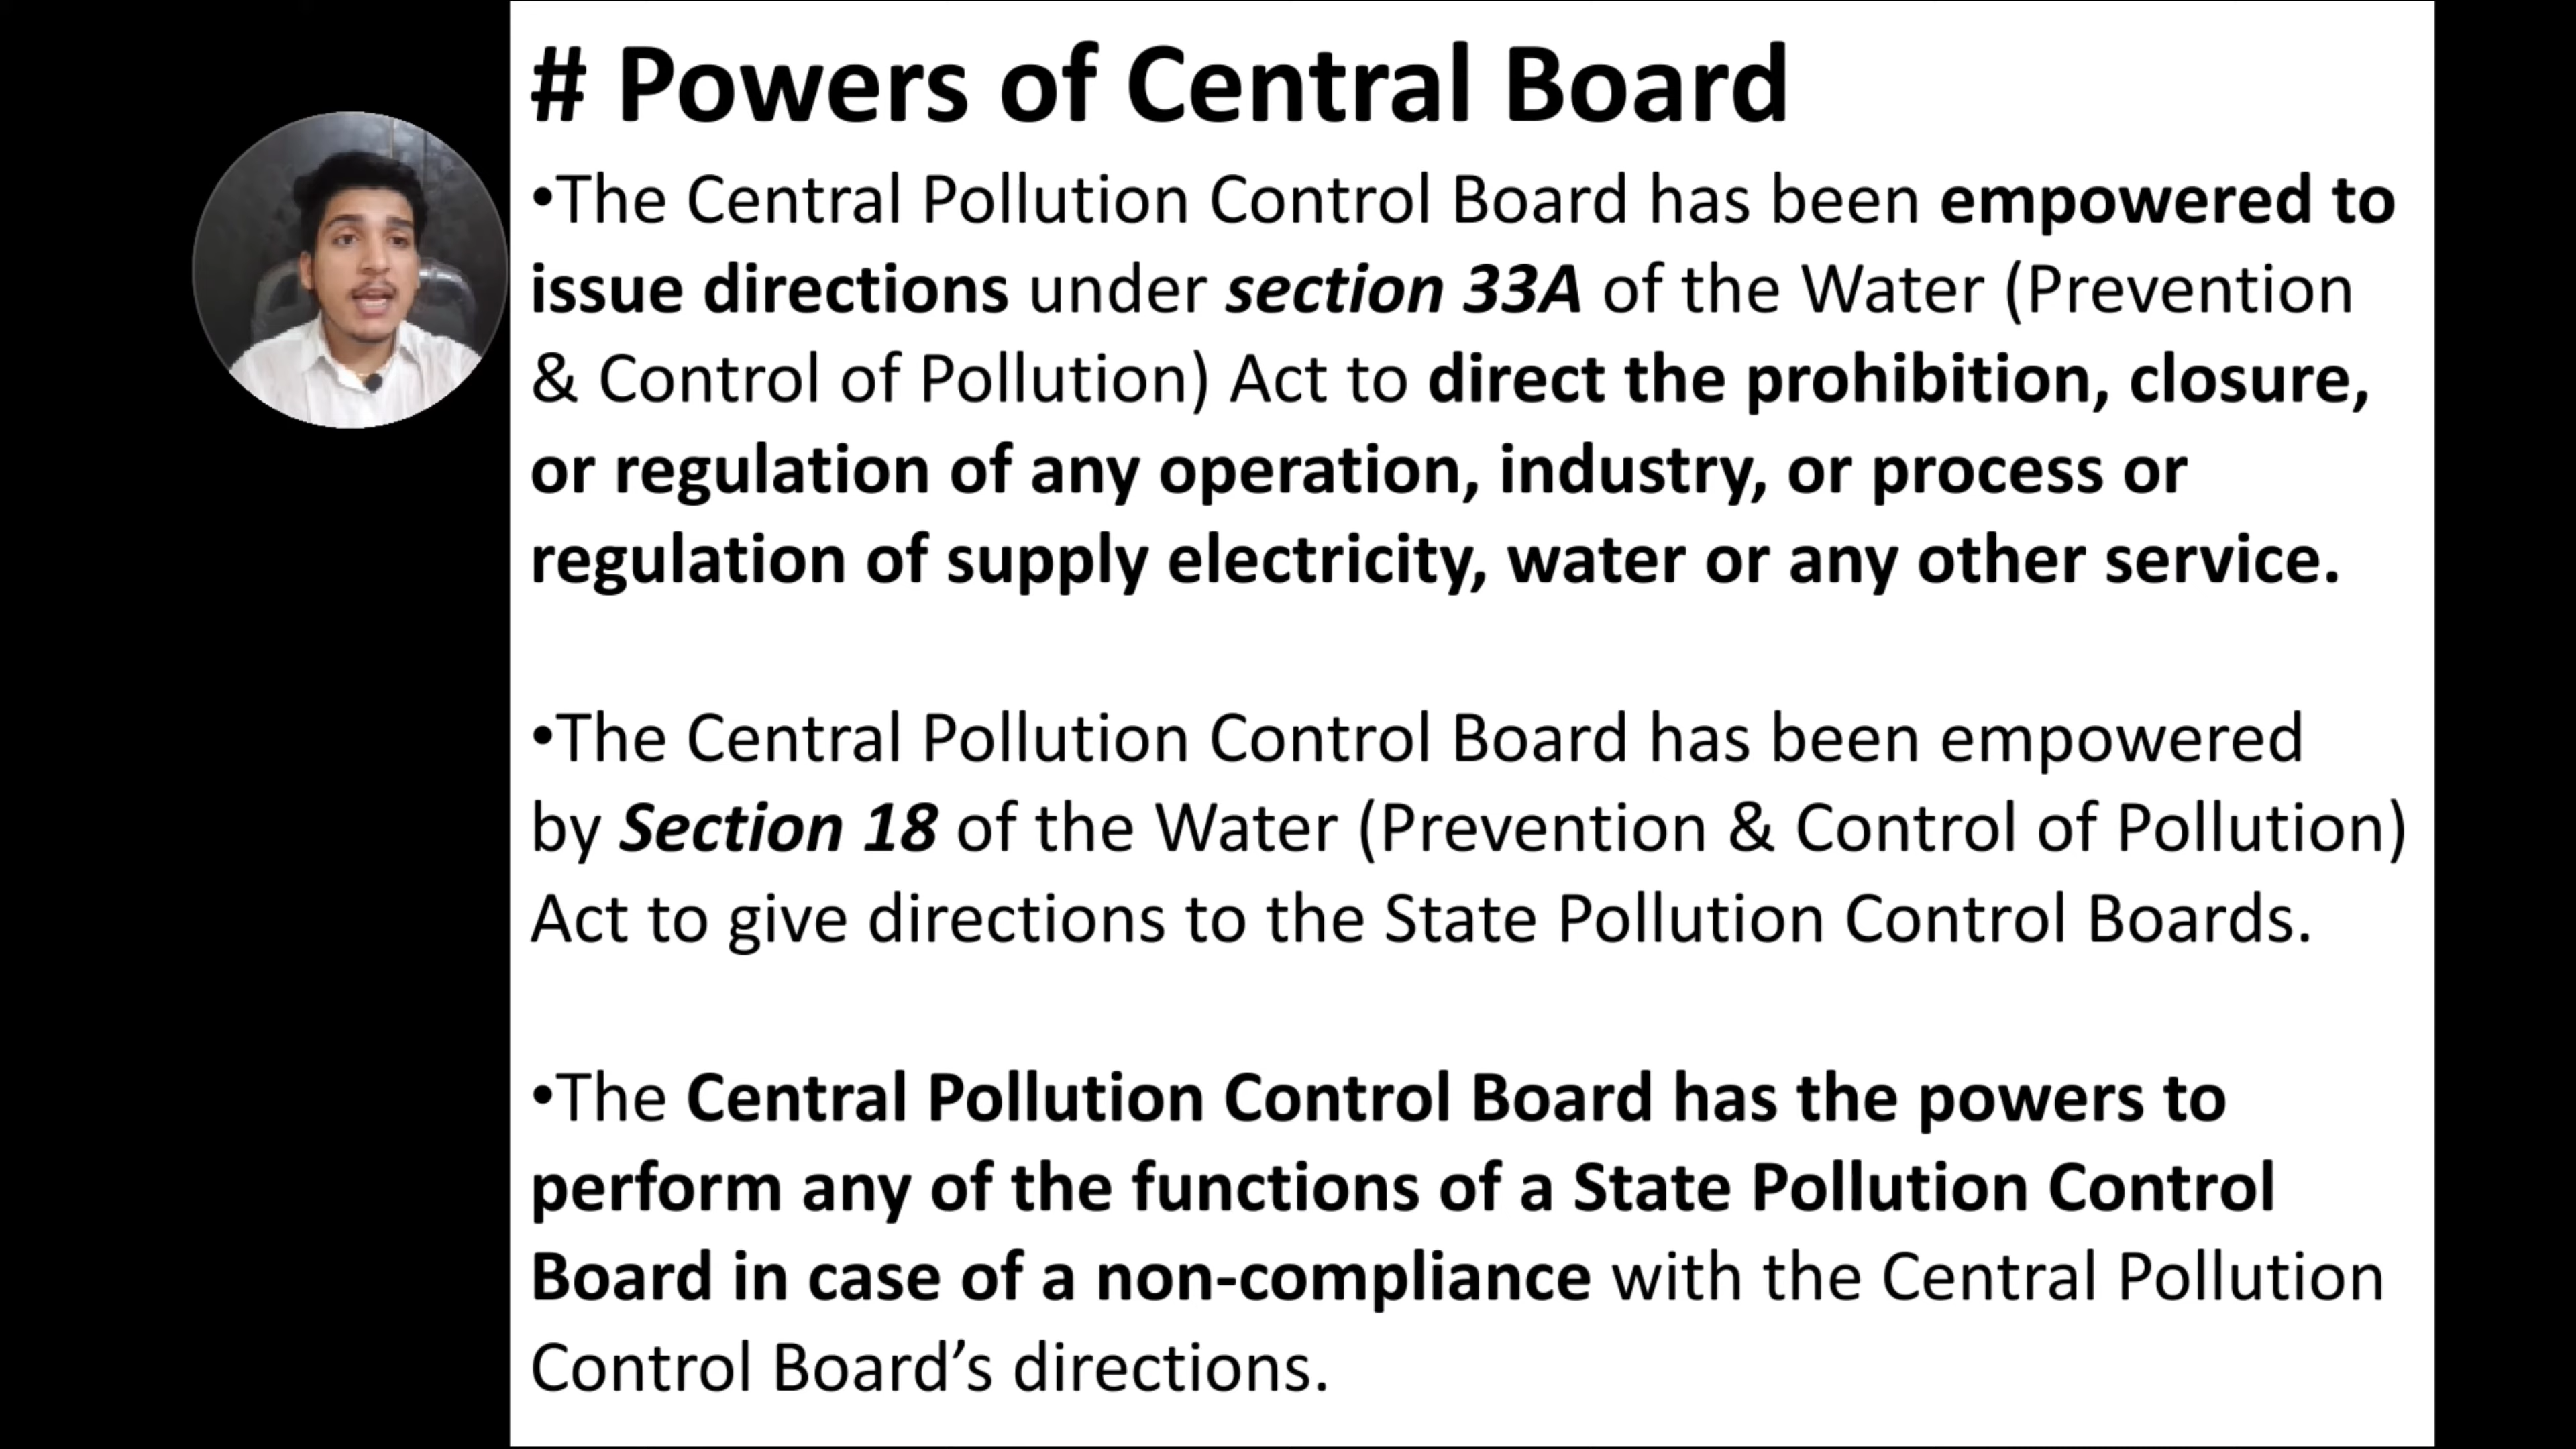 # Powers of Central Board
•The Central Pollution Control Board has been empowered to
issue directions under section 33A of the Water (Prevention
& Control of Pollution) Act to direct the prohibition, closure,
or regulation of any operation, industry, or process or
regulation of supply electricity, water or any other service.
•The Central Pollution Control Board has been empowered
by Section 18 of the Water (Prevention & Control of Pollution)
Act to give directions to the State Pollution Control Boards.
•The Central Pollution Control Board has the powers to
perform any of the functions of a State Pollution Control
Board in case of a non-compliance with the Central Pollution
Control Board’s directions.